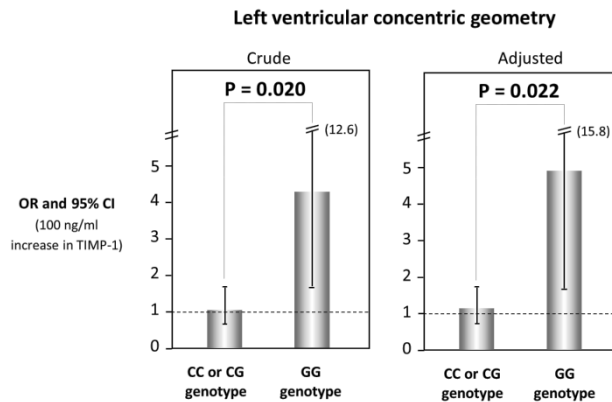 Left ventricular concentric geometry
Crude
P = 0.020
(12.6)
5
4
3
2
1
0
CC or CG
genotype
GG
genotype
Adjusted
P = 0.022
(15.8)
5
4
3
2
1
0
CC or CG
genotype
GG
genotype
OR and 95% CI
(100 ng/ml
increase in TIMP-1)